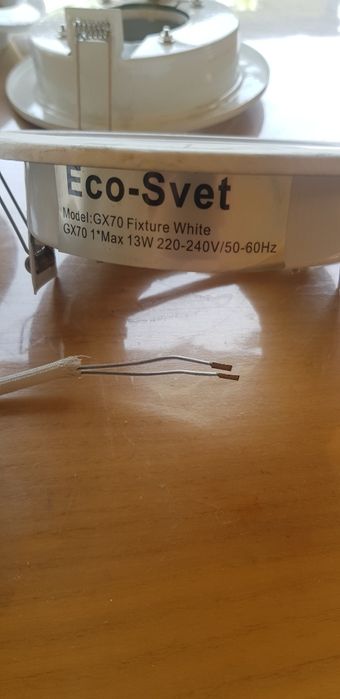 Eco-Svet
Model:GX70 Fixture White
GX70 1*Max 13W 220-240V/50-60Hz